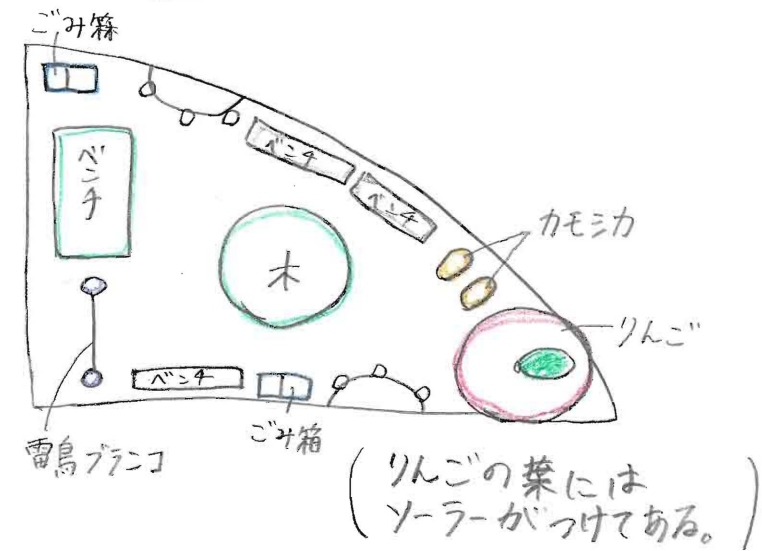 ごみ箱
ベンチ
ベンチ
ベンチ
カモシカ
木
りんご
ベンチ
雷鳥ブランコ
ごみ箱
(りんごの葉には
ソーラーがつけてある。)